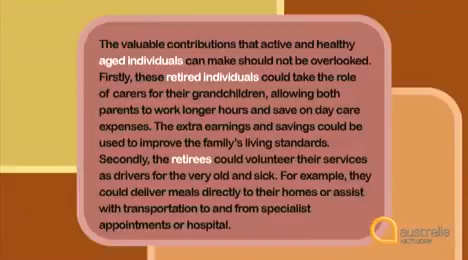 The valuable contributions that active and healthy
aged individuals can make should not be overlooked.
Firstly, these retired individuals could take the role
of carers for their grandchildren, allowing both
parents to work longer hours and save on day care
expenses. The extra earnings and savings could be
used to improve the family's living standards.
Secondly, the retirees could volunteer their services
as drivers for the very old and sick. For example, they
could deliver meals directly to their homes or assist
with transportation to and from specialist
appointments or hospital.
australia
NETWORK